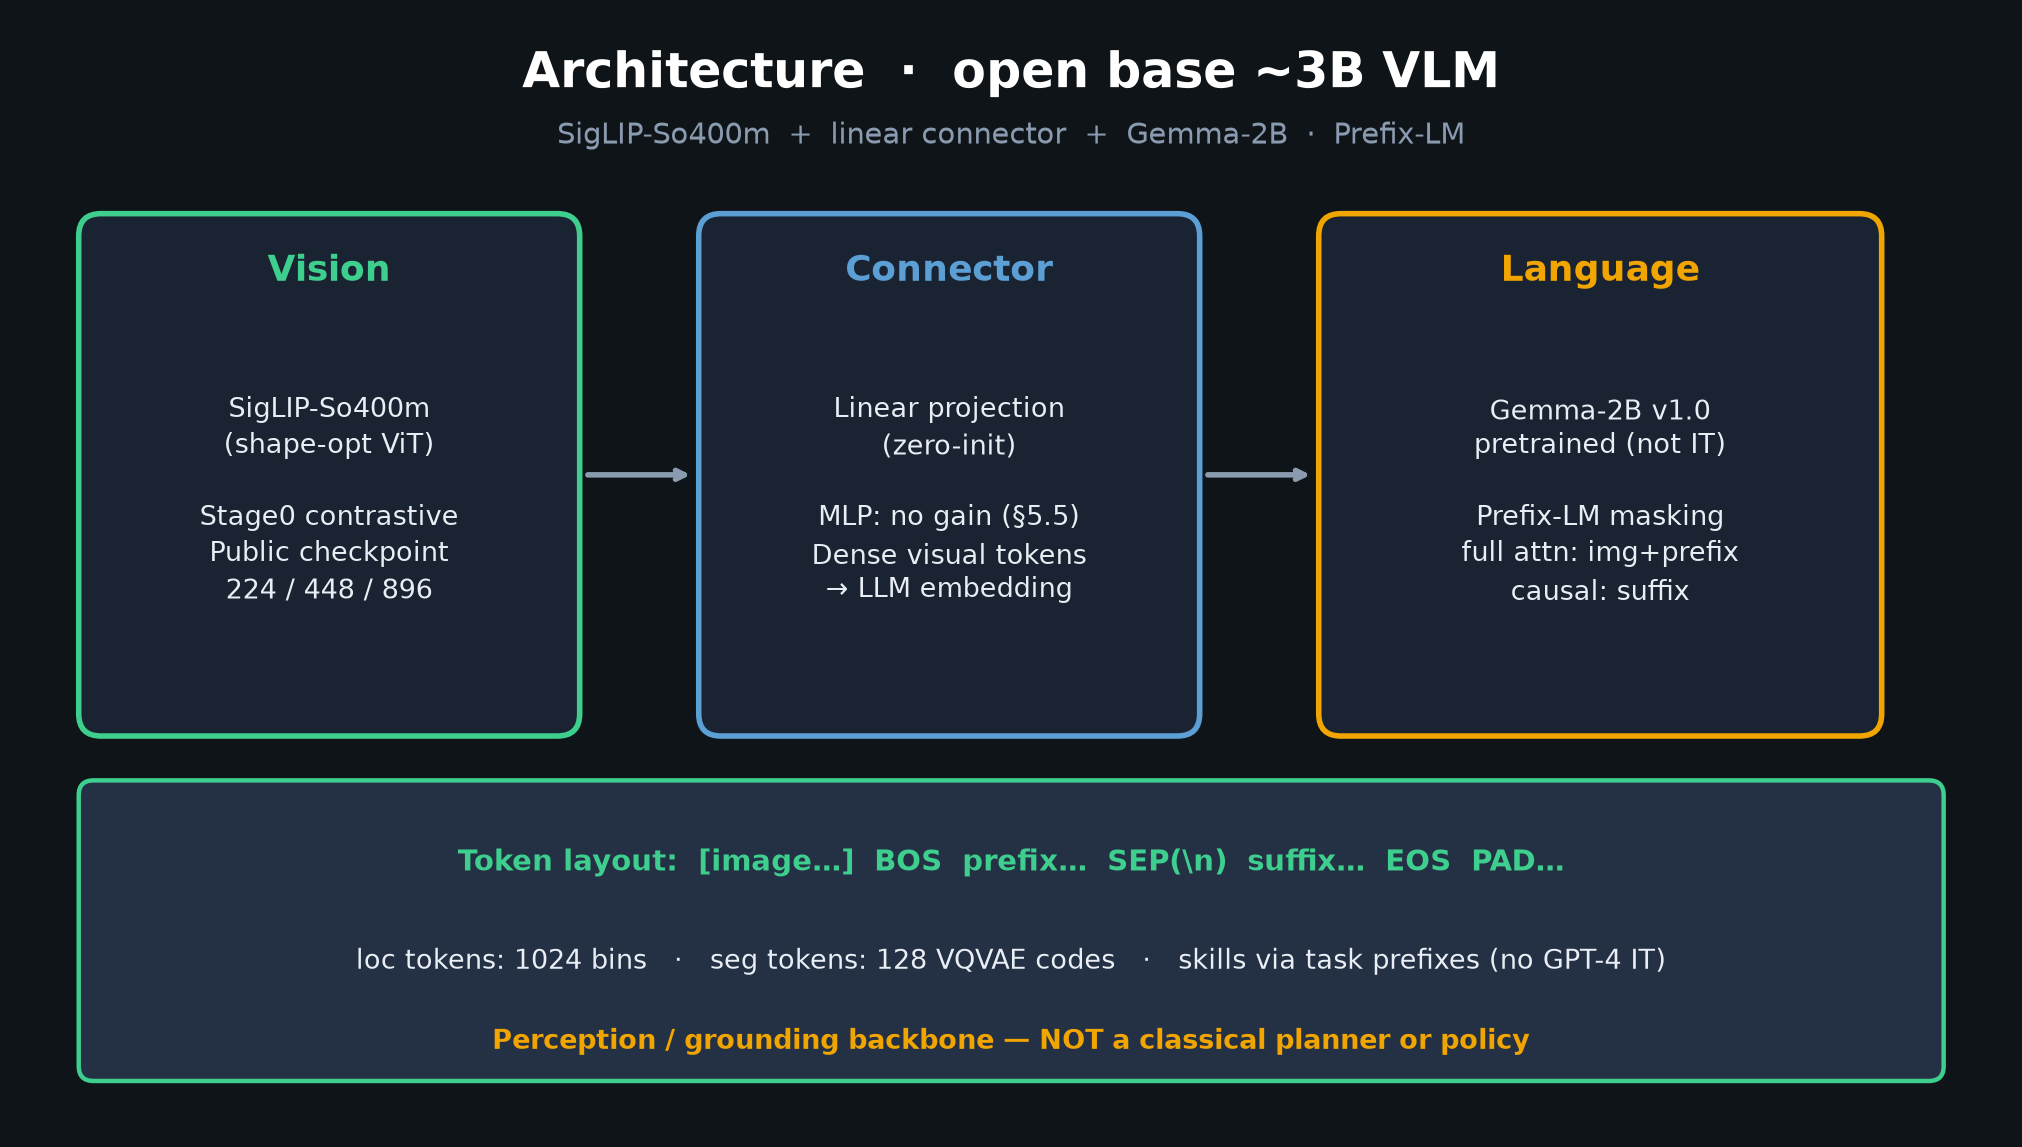 Architecture · open base ~3B VLM
SigLIP-So400m + linear connector + Gemma-2B · Prefix-LM
Vision
SigLIP-So400m
(shape-opt ViT)
Stage0 contrastive
Public checkpoint
224 / 448 / 896
Connector
Linear projection
(zero-init)
MLP: no gain (§5.5)
Dense visual tokens
→ LLM embedding
Language
Gemma-2B v1.0
pretrained (not IT)
Prefix-LM masking
full attn: img+prefix
causal: suffix
Token layout: [image…] BOS prefix… SEP(\n) suffix… EOS PAD…
loc tokens: 1024 bins · seg tokens: 128 VQVAE codes · skills via task prefixes (no GPT-4 IT)
Perception / grounding backbone — NOT a classical planner or policy